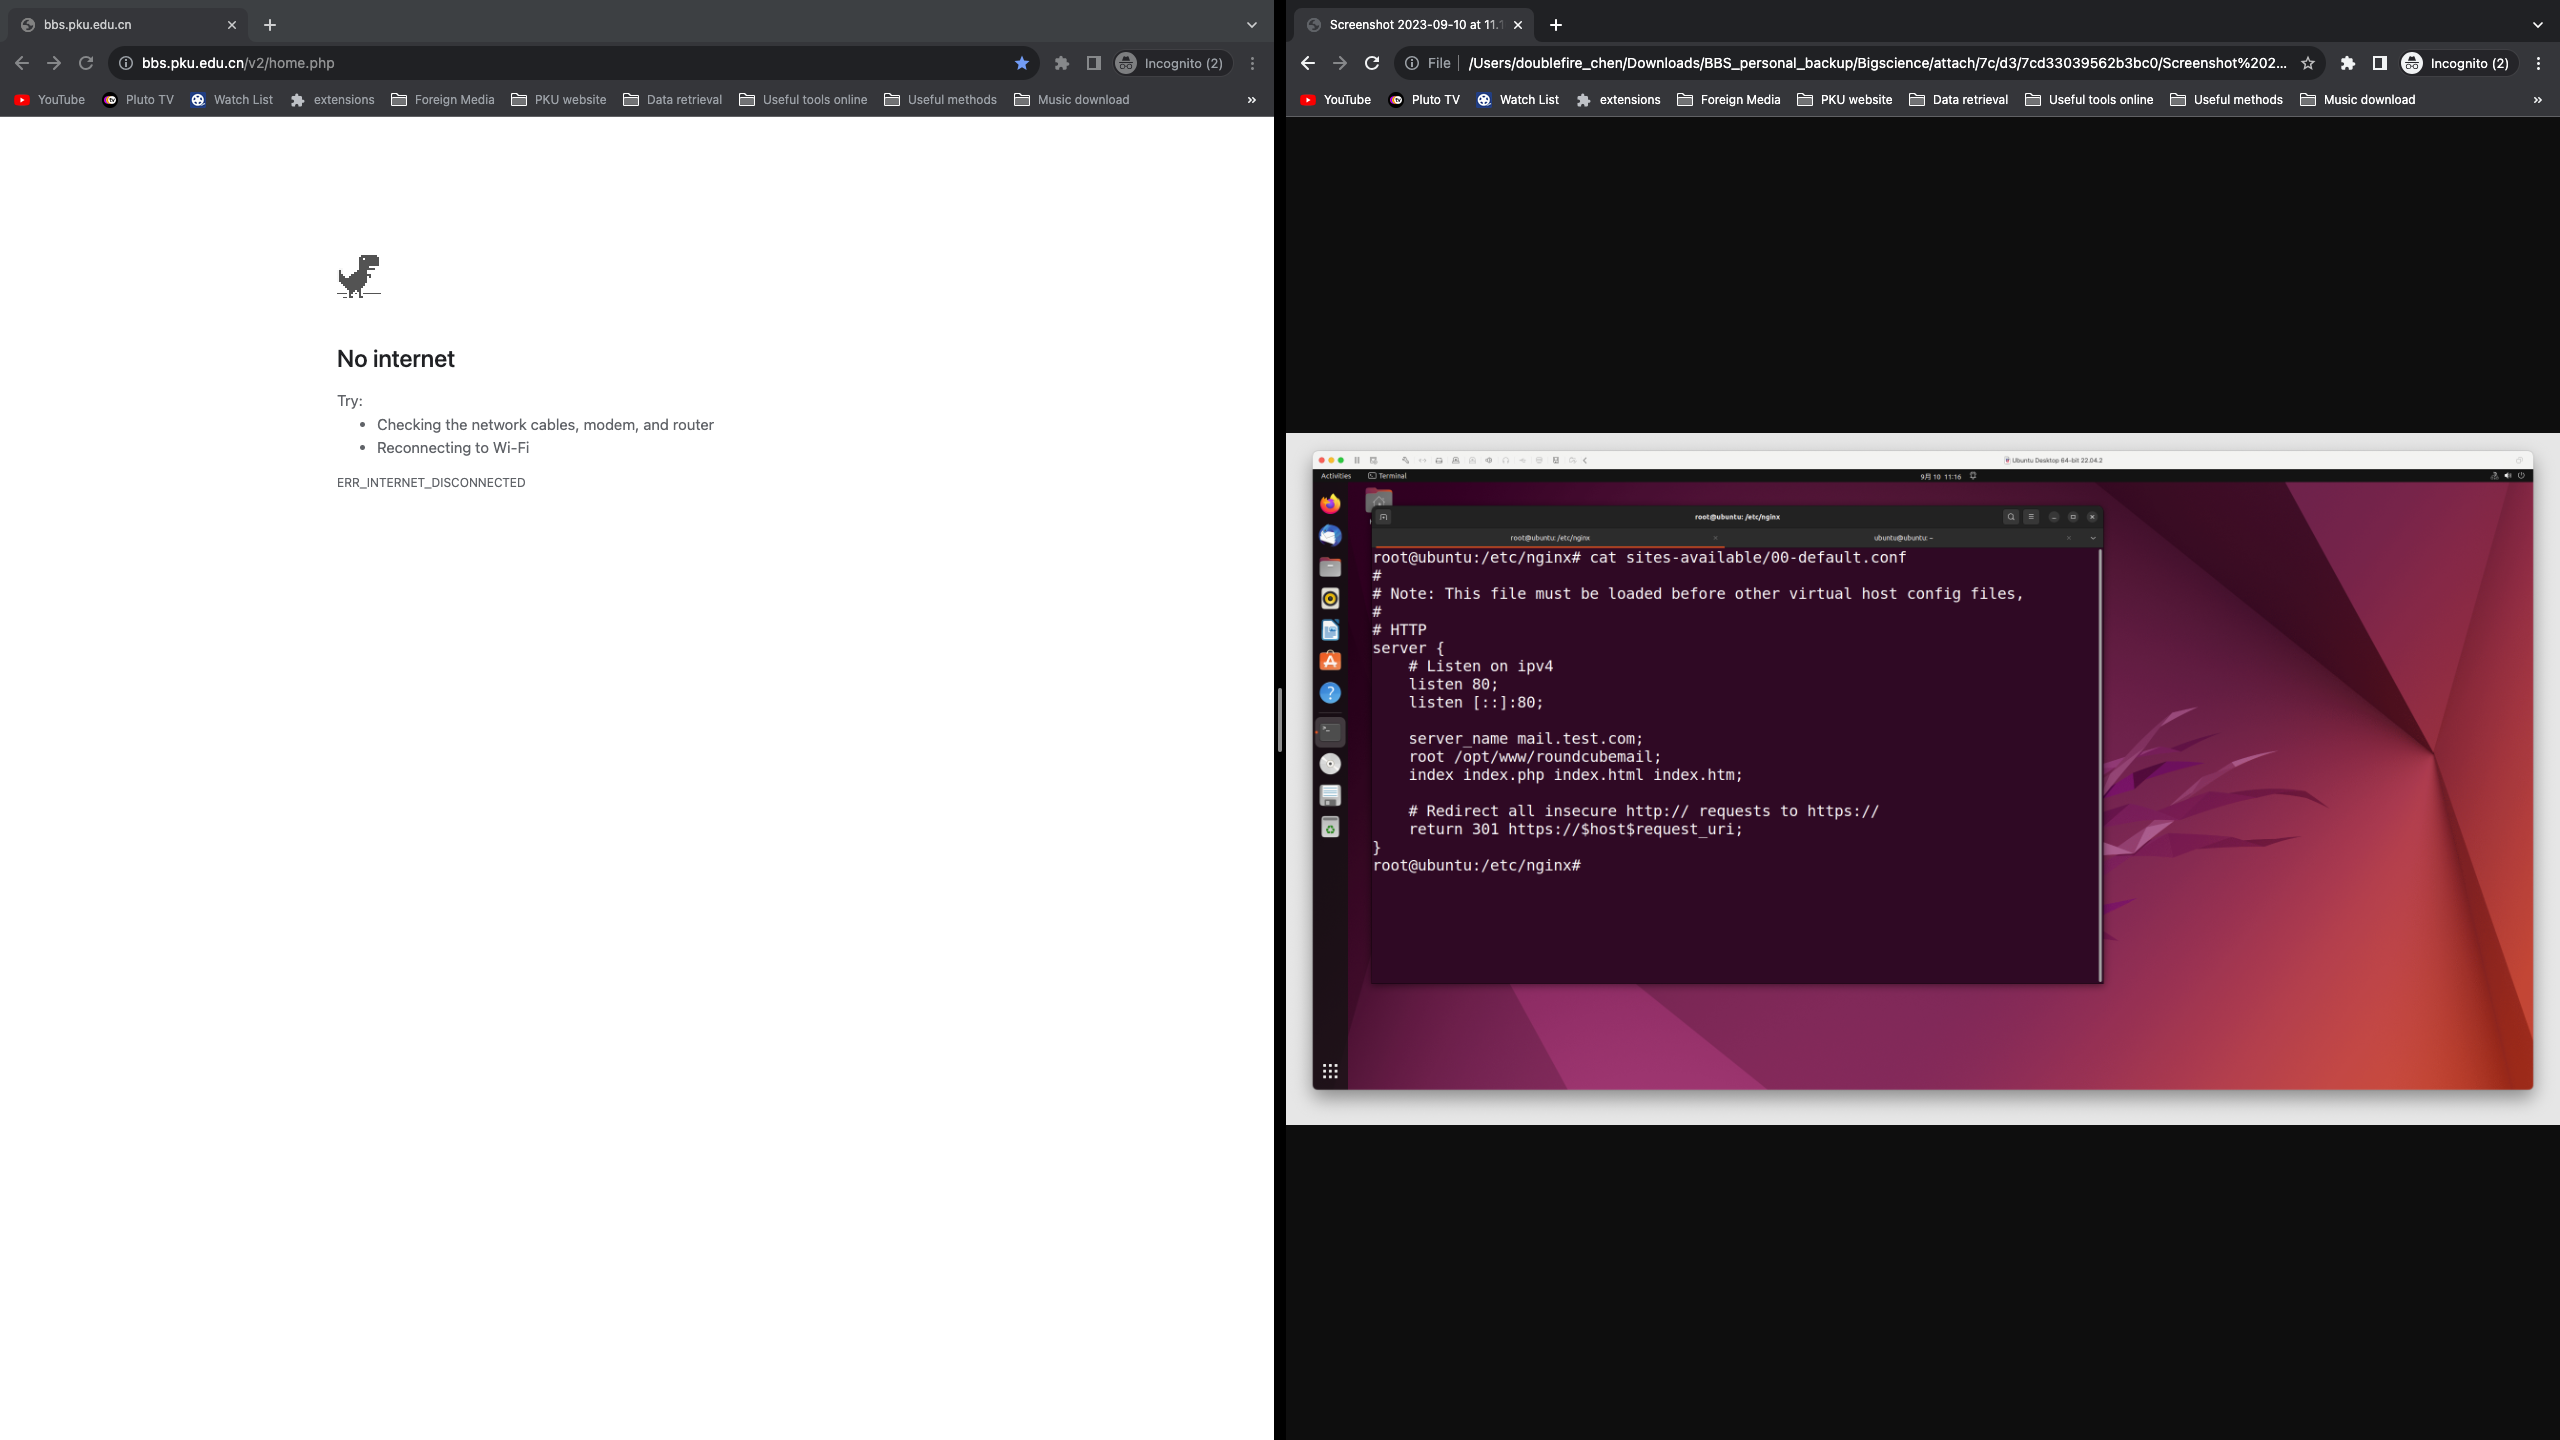 bbs.pku.edu.cn
bbs.pku.edu.cn/v2/home.php
Incognito (2)
YouTube
Pluto TV
Watch List
extensions
Foreign Media
PKU website
Data retrieval
Useful tools online
Useful methods
Music download
»
No internet
Try:
• Checking the network cables, modem, and router
• Reconnecting to Wi-Fi
ERR_INTERNET_DISCONNECTED
Screenshot 2023-09-10 at 11.1
File
/Users/doublefire_chen/Downloads/BBS_personal_backup/Bigscience/attach/7c/d3/7cd33039562b3bc0/Screenshot%202...
Incognito (2)
YouTube
Pluto TV
Watch List
extensions
Foreign Media
PKU website
Data retrieval
Useful tools online
Useful methods
Music download
»
Ubuntu Desktop 64-bit 22.04.2
Activities
Terminal
9月 10 11:16
root@ubuntu: /etc/nginx
root@ubuntu: /etc/nginx
ubuntu@ubuntu: ~
root@ubuntu:/etc/nginx# cat sites-available/00-default.conf
#
# Note: This file must be loaded before other virtual host config files,
#
# HTTP
server {
# Listen on ipv4
listen 80;
listen [::]:80;
server_name mail.test.com;
root /opt/www/roundcubemail;
index index.php index.html index.htm;
# Redirect all insecure http:// requests to https://
return 301 https://$host$request_uri;
}
root@ubuntu:/etc/nginx#